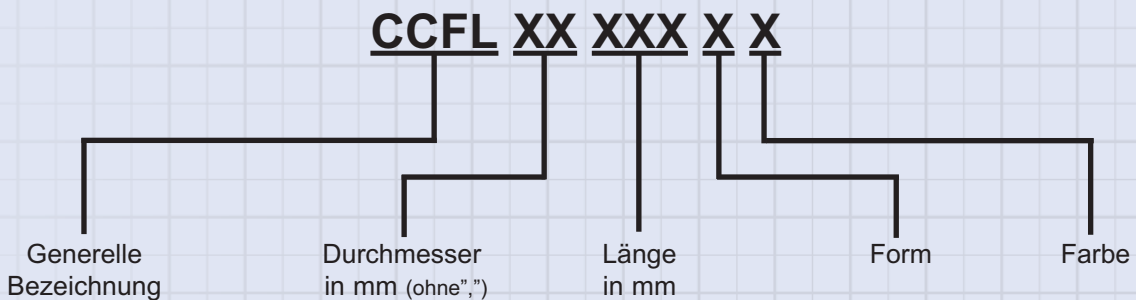 CCFL XX XXX X X
Generelle Bezeichnung
Durchmesser in mm (ohne”,”)
Länge in mm
Form
Farbe